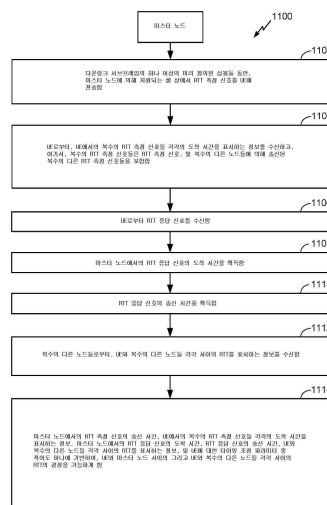 1100
마스터 노드
110
다운링크 서브프레임의 하나 이상의 미리 정의된 심볼들 동안,
마스터 노드에 의해 지원되는 셀 상에서 RTT 측정 신호를 UE에
전송함
110
UE로부터, UE에서의 복수의 RTT 측정 신호들 각각의 도착 시간을
표시하는 정보를 수신하고,
여기서, 복수의 RTT 측정 신호들은 RTT 측정 신호, 및 복수의 다른 노드들에 의해 송신된
복수의 다른 RTT 측정 신호들을 포함함
110
UE로부터 RTT 응답 신호를 수신함
110
마스터 노드에서의 RTT 응답 신호의 도착 시간을 획득함
111
RTT 응답 신호의 송신 시간을 획득함
111
복수의 다른 노드들로부터, UE와 복수의 다른 노드들 각각 사이의 RTT를 표시하는 정보를 수신함
111
마스터 노드에서의 RTT 측정 신호의 송신 시간, UE에서의 복수의 RTT 측정 신호들 각각의 도착 시간을
표시하는 정보, 마스터 노드에서의 RTT 응답 신호의 도착 시간, RTT 응답 신호의 송신 시간, UE와
복수의 다른 노드들 각각 사이의 RTT를 표시하는 정보, 및 UE에 대한 타이밍 조정 파라미터 중
적어도 하나에 기반하여, UE와 마스터 노드 사이의 그리고 UE와 복수의 다른 노드들 각각 사이의
RTT의 결정을 가능하게 함